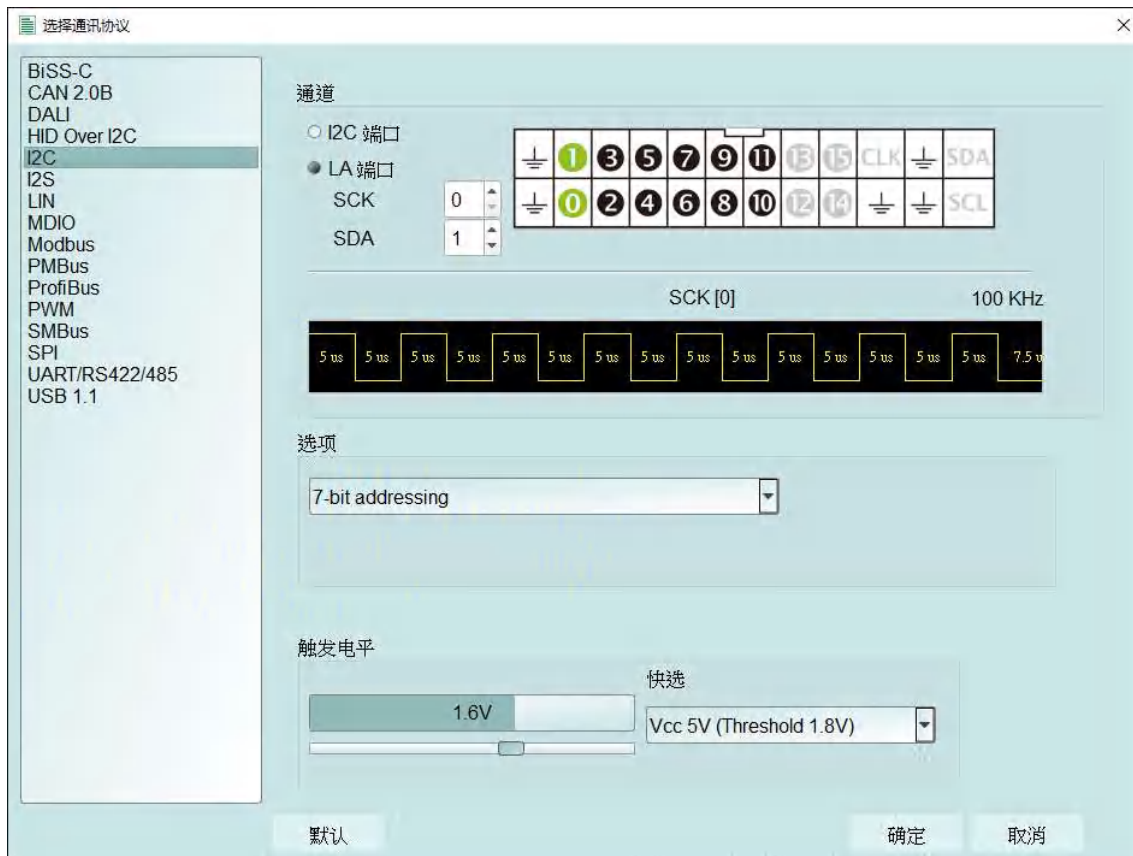 选择通讯协议
BiSS-C
CAN 2.0B
DALI
HID Over I2C
I2C
I2S
LIN
MDIO
Modbus
PMBus
ProfiBus
PWM
SMBus
SPI
UART/RS422/485
USB 1.1
通道
I2C 端口
LA 端口
SCK 0
SDA 1
1 3 5 7 9 11 13 15 CLK SDA
0 2 4 6 8 10 12 14 SCL
SCK [0] 100 KHz
5 us 5 us 5 us 5 us 5 us 5 us 5 us 5 us 5 us 5 us 5 us 5 us 5 us 5 us 5 us 7.5 u
选项
7-bit addressing
触发电平
快选
1.6V
Vcc 5V (Threshold 1.8V)
默认 确定 取消